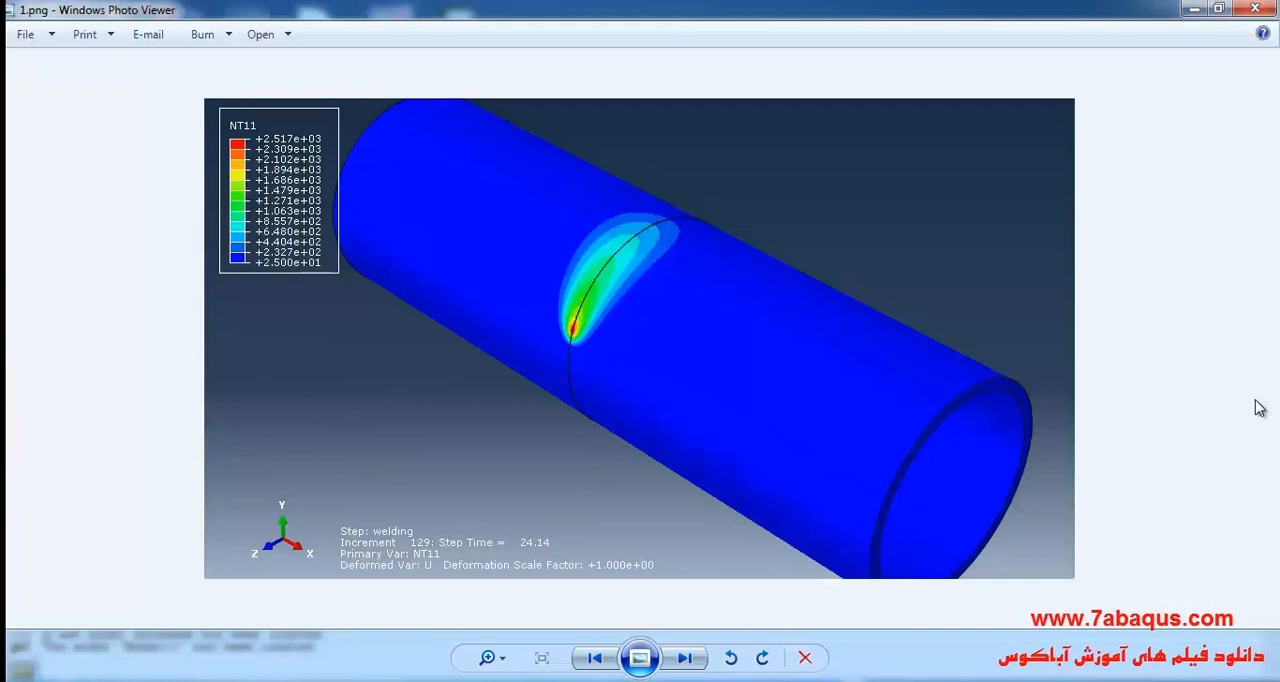 1.png - Windows Photo Viewer
File Print E-mail Burn Open
NT11
+2.517e+03
+2.309e+03
+2.102e+03
+1.894e+03
+1.686e+03
+1.479e+03
+1.271e+03
+1.063e+03
+8.557e+02
+6.480e+02
+4.404e+02
+2.327e+02
+2.500e+01
Y
Z X
Step: welding
Increment 129: Step Time = 24.14
Primary Var: NT11
Deformed Var: U Deformation Scale Factor: +1.000e+00
www.7abaqus.com
دانلود فیلم های آموزش آباکوس